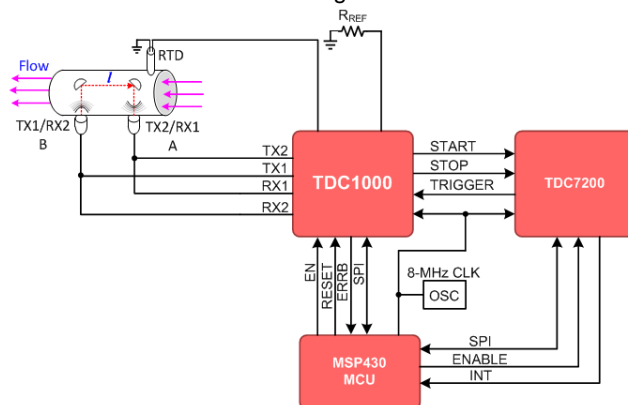 RREF
RTD
Flow
l
TX1/RX2
B
TX2/RX1
A
TX2
TX1
RX1
RX2
TDC1000
START
STOP
TRIGGER
TDC7200
EN
RESET
ERRB
SPI
8-MHz CLK
OSC
MSP430
MCU
SPI
ENABLE
INT